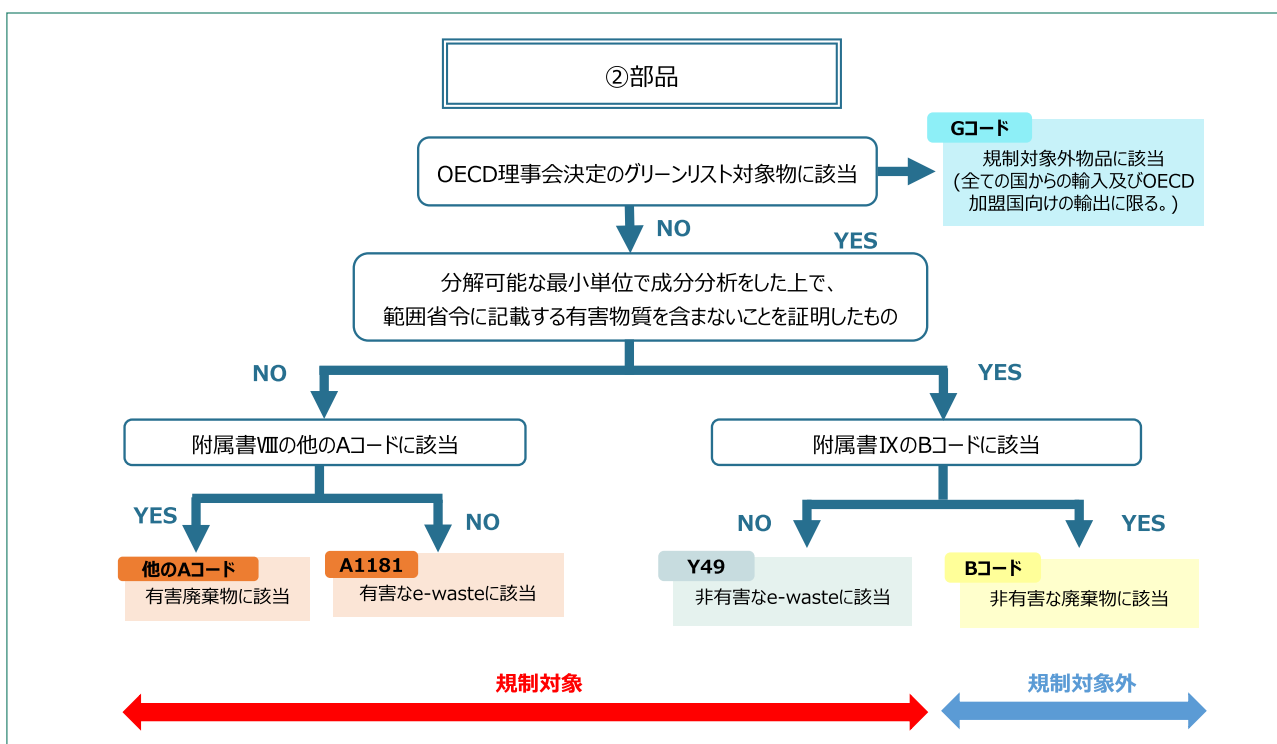 ②部品
OECD理事会決定のグリーンリスト対象物に該当
Gコード
規制対象外物品に該当
(全ての国からの輸入及びOECD
加盟国向けの輸出に限る。)
NO
YES
分解可能な最小単位で成分分析をした上で、
範囲省令に記載する有害物質を含まないことを証明したもの
NO
YES
附属書Ⅷの他のAコードに該当
附属書ⅨのBコードに該当
YES
NO
NO
YES
他のAコード
有害廃棄物に該当
A1181
有害なe-wasteに該当
Y49
非有害なe-wasteに該当
Bコード
非有害な廃棄物に該当
規制対象
規制対象外